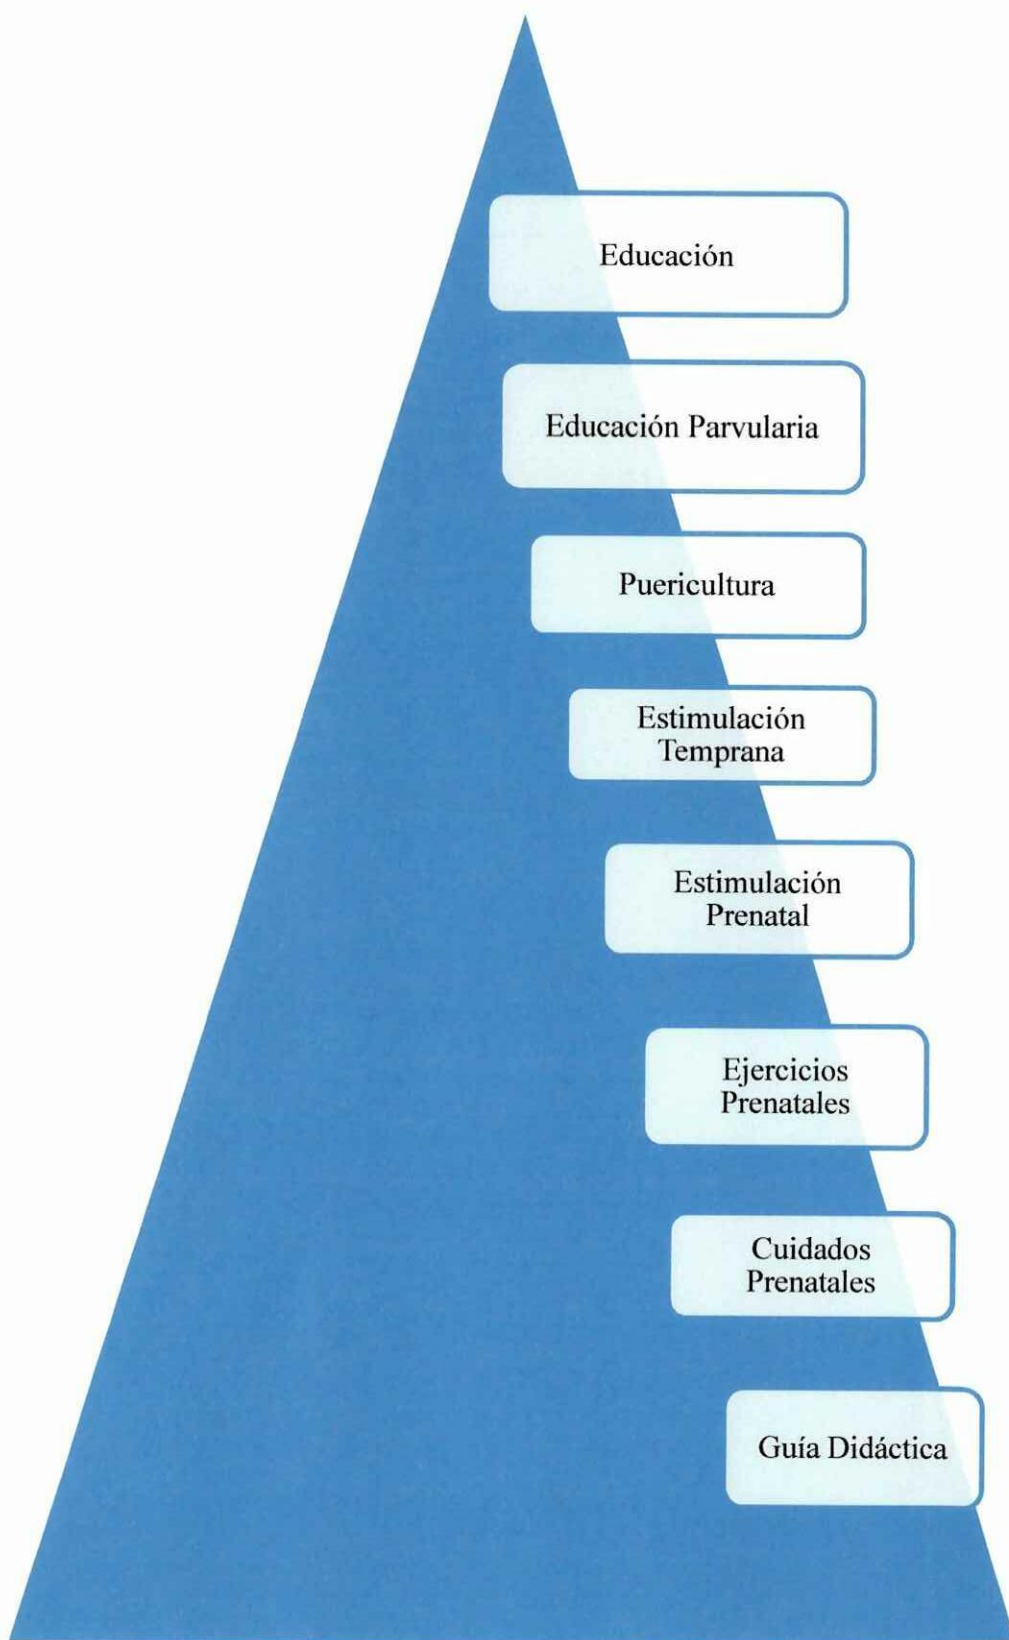 Educación
Educación Parvularia
Puericultura
Estimulación
Temprana
Estimulación
Prenatal
Ejercicios
Prenatales
Cuidados
Prenatales
Guía Didáctica